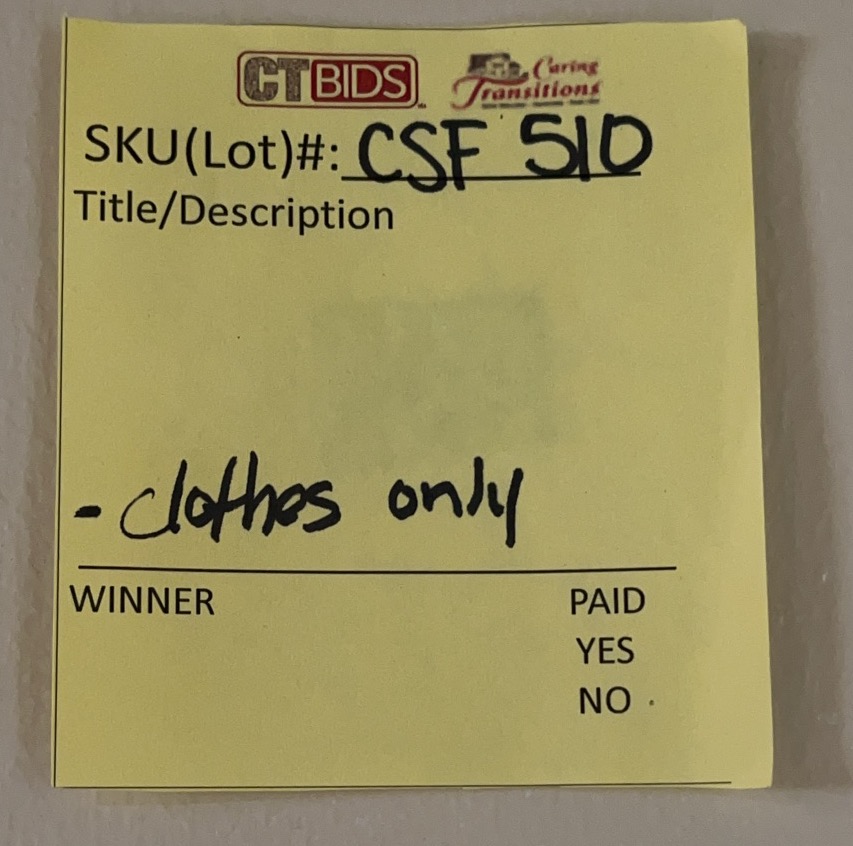 CTBIDS Caring
Transitions
SKU(Lot)#: CSF 510
Title/Description
- clothes only
WINNER PAID
YES
NO